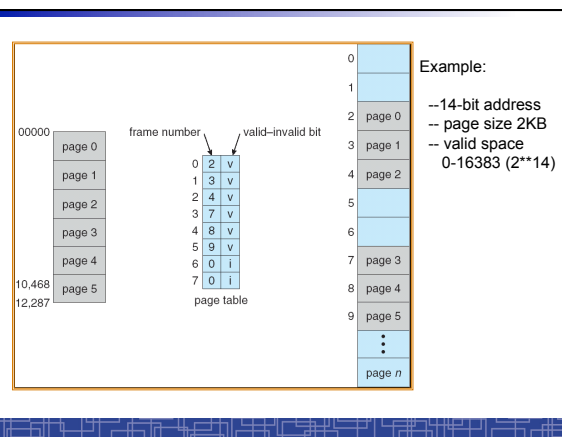 00000
page 0
page 1
page 2
page 3
page 4
10,468
page 5
12,287
frame number
valid–invalid bit
0 2 v
1 3 v
2 4 v
3 7 v
4 8 v
5 9 v
6 0 i
7 0 i
page table
0
1
2 page 0
3 page 1
4 page 2
5
6
7 page 3
8 page 4
9 page 5
page n
Example:
--14-bit address
-- page size 2KB
-- valid space
0-16383 (2**14)